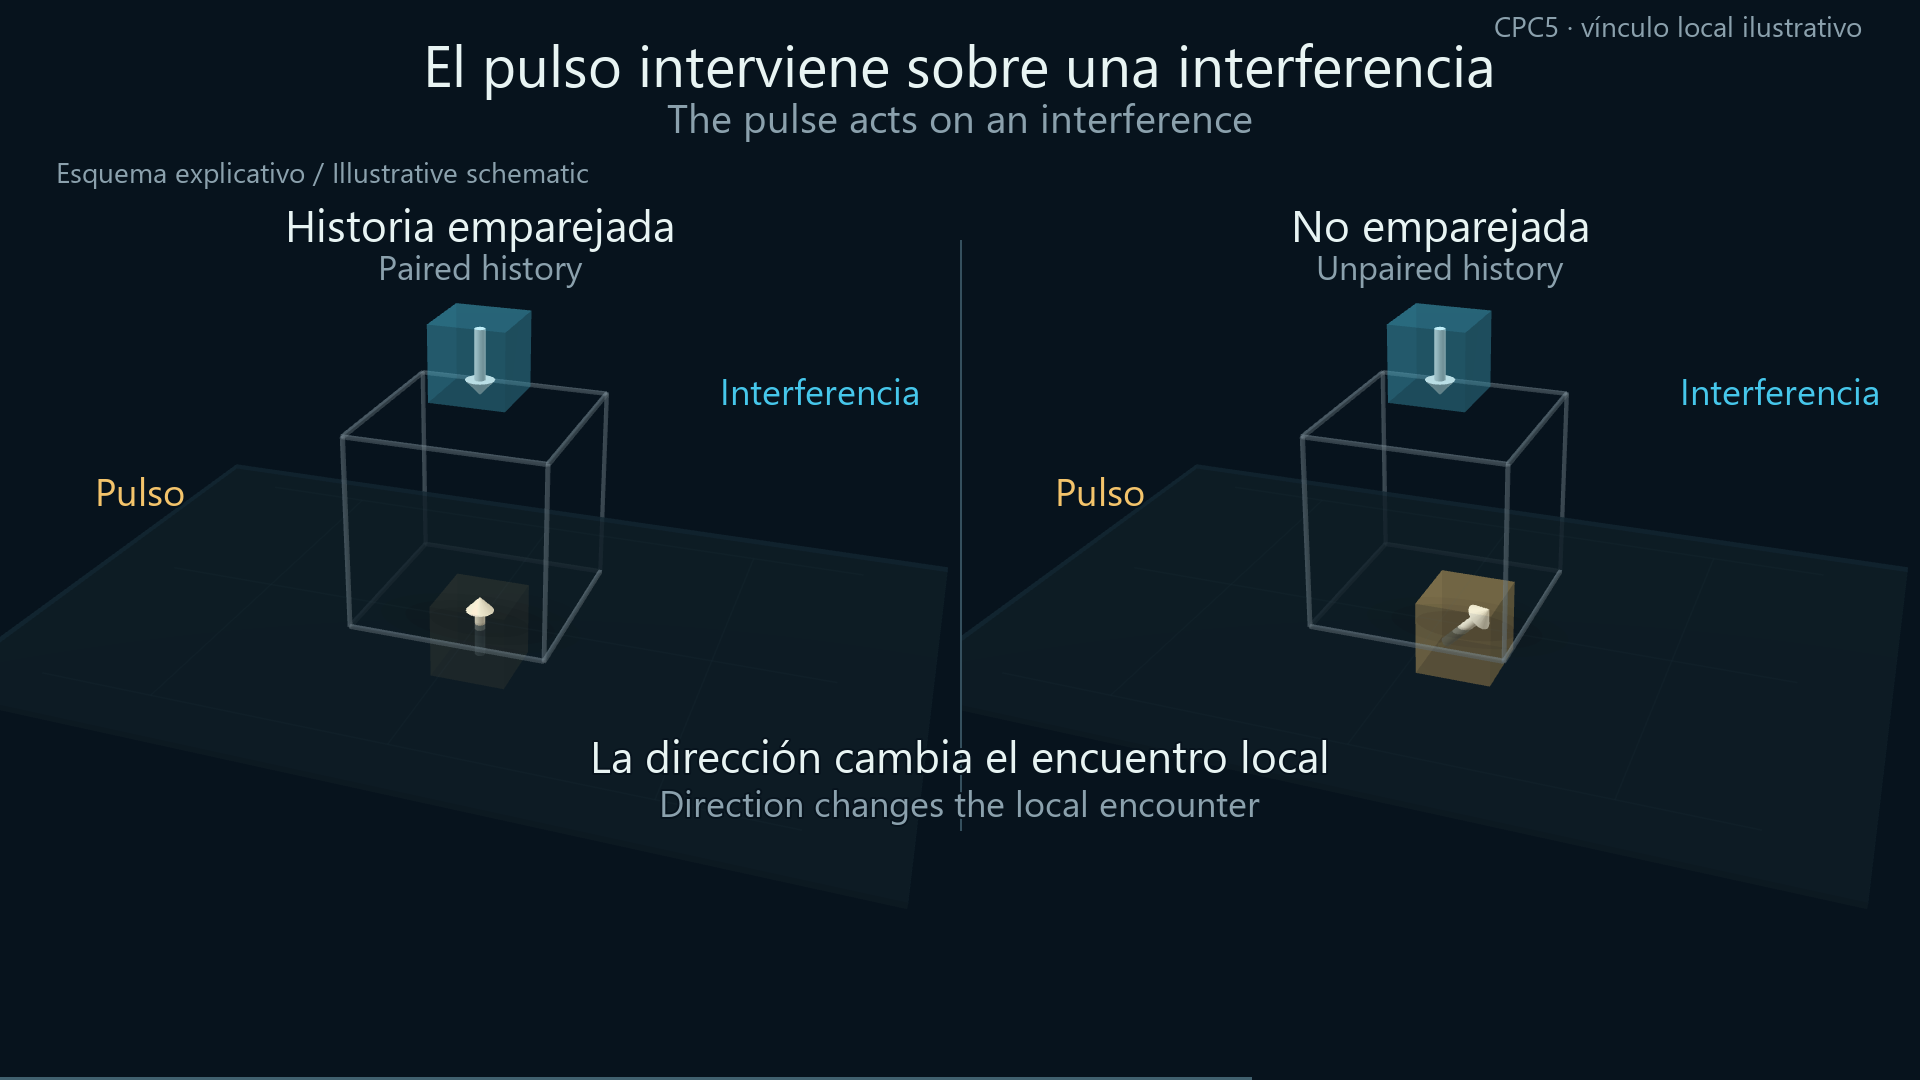 CPC5 · vínculo local ilustrativo
El pulso interviene sobre una interferencia
The pulse acts on an interference
Esquema explicativo / Illustrative schematic
Historia emparejada
Paired history
No emparejada
Unpaired history
Interferencia
Interferencia
Pulso
Pulso
La dirección cambia el encuentro local
Direction changes the local encounter